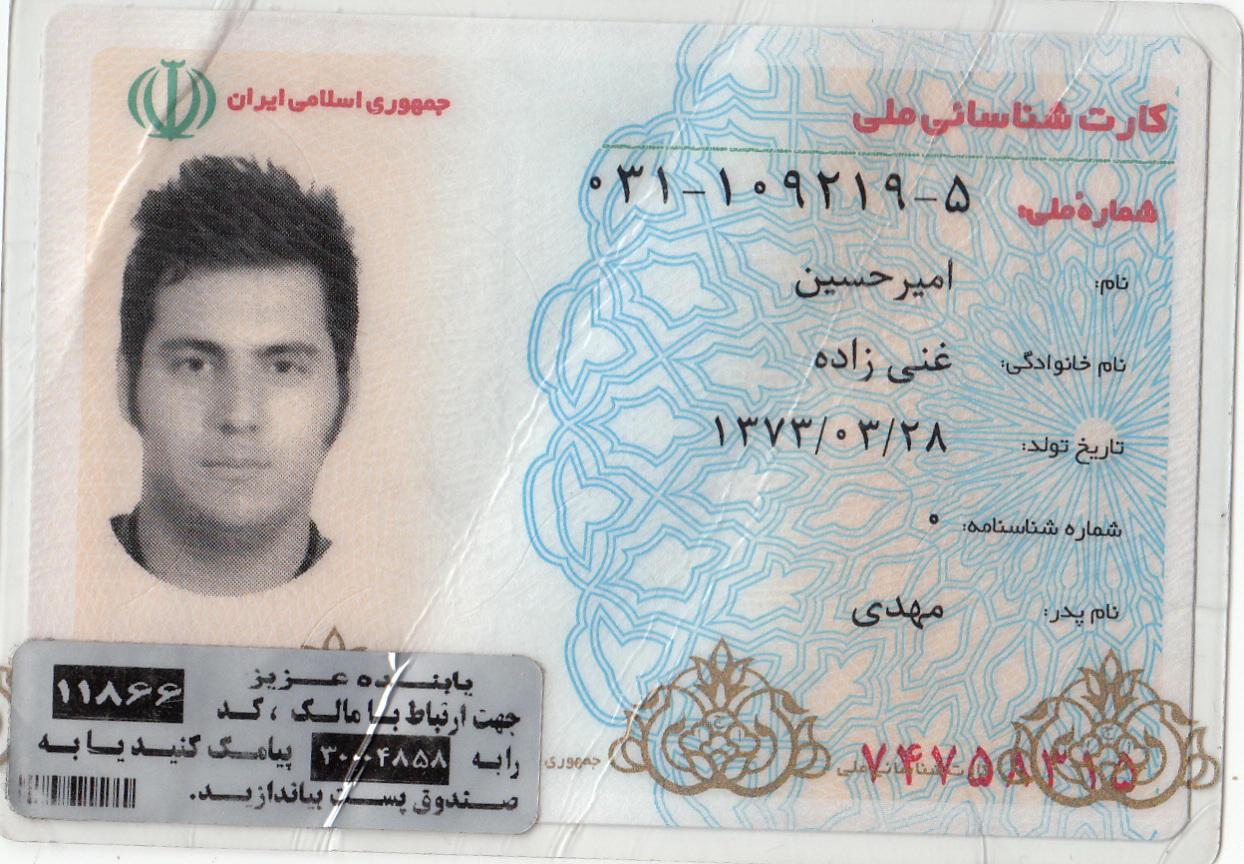 جمهوری اسلامی ایران
کارت شناسائی ملی
شماره ملی: ۰۳۱-۱۰۹۲۱۹-۵
نام: امیرحسین
نام خانوادگی: غنی زاده
تاریخ تولد: ۱۳۷۳/۰۳/۲۸
شماره شناسنامه: ۰
نام پدر: مهدی
یابنده عزیز
جهت ارتباط با مالک ، کد ۱۱۸۶۶
را به ۳۰۰۰۴۸۵۸ پیامک کنید یا به
صندوق پست بیاندازید.
جمهوری
ملی